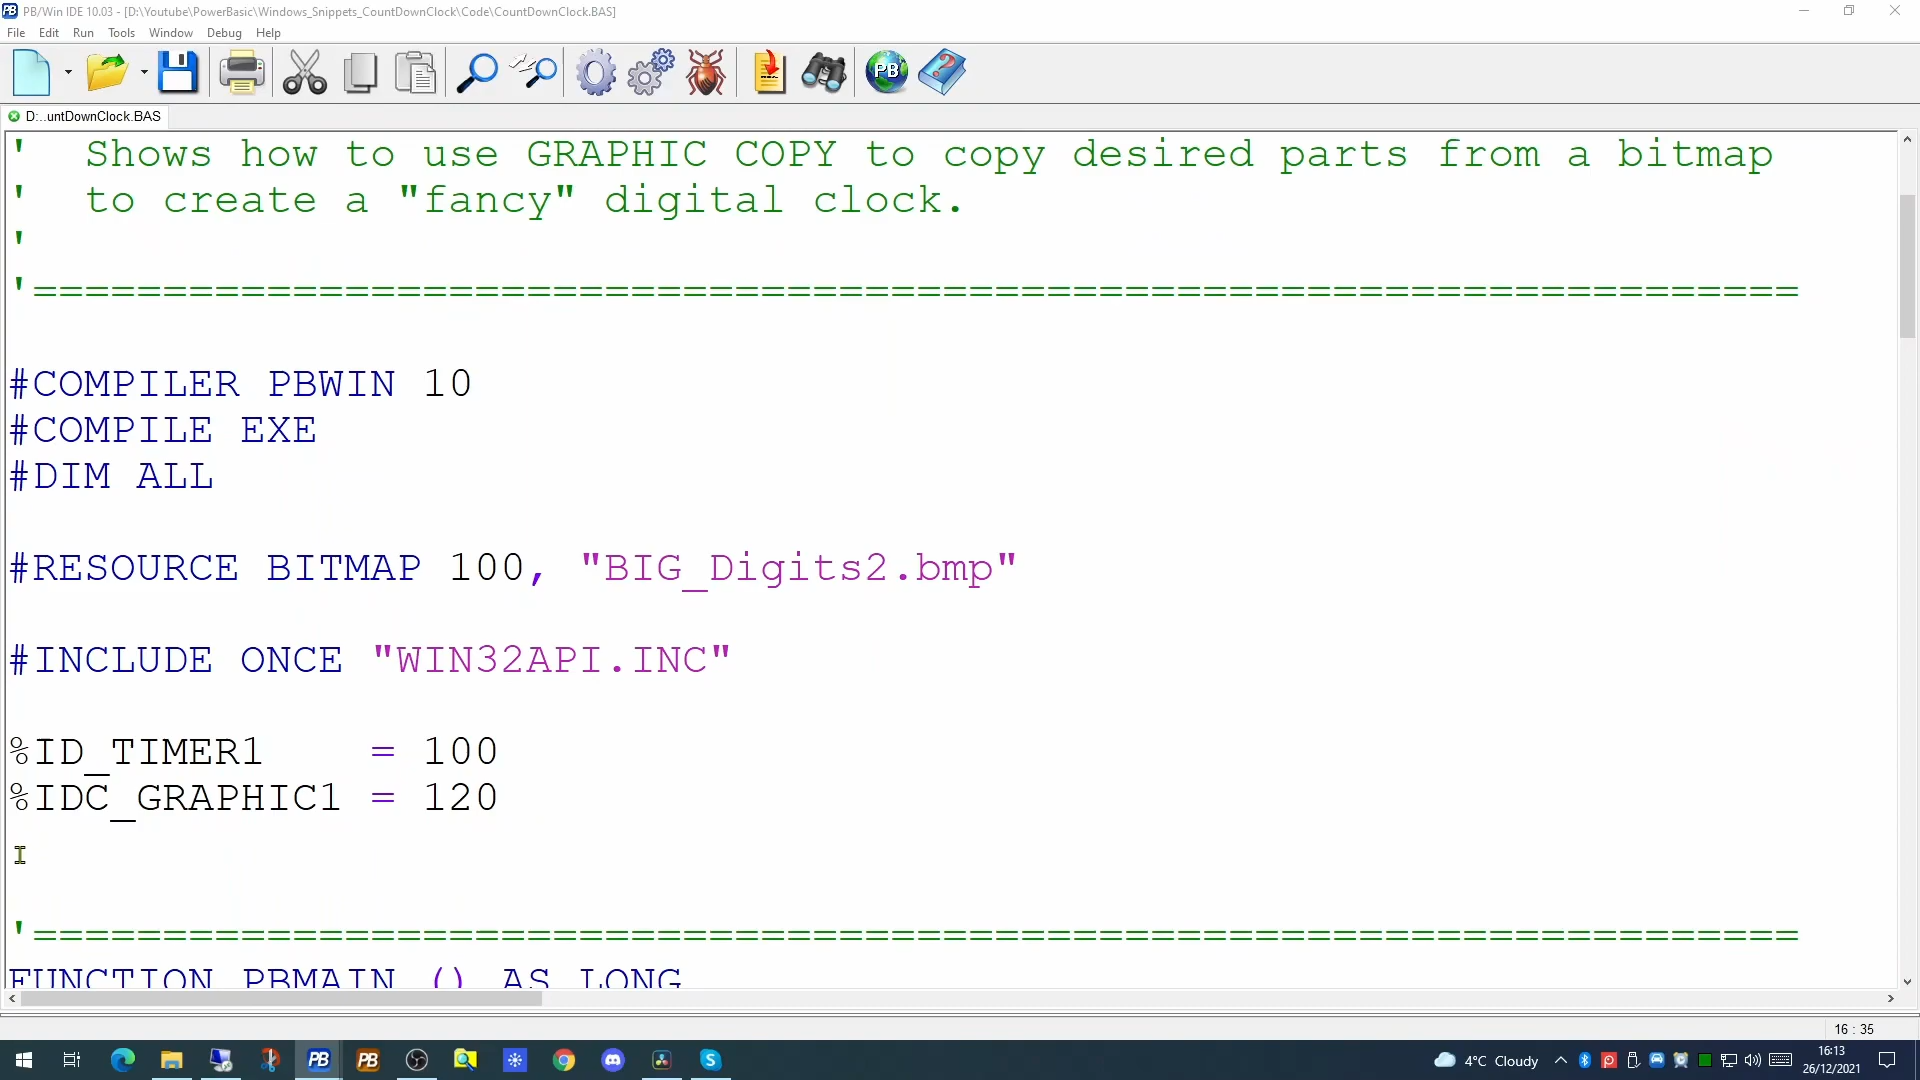 PB/Win IDE 10.03 - [D:\Youtube\PowerBasic\Windows_Snippets_CountDownClock\Code\CountDownClock.BAS]
File Edit Run Tools Window Debug Help
PB
D:..untDownClock.BAS
'  Shows how to use GRAPHIC COPY to copy desired parts from a bitmap
'  to create a "fancy" digital clock.
'
'====================================================================
#COMPILER PBWIN 10
#COMPILE EXE
#DIM ALL
#RESOURCE BITMAP 100, "BIG_Digits2.bmp"
#INCLUDE ONCE "WIN32API.INC"
%ID_TIMER1    = 100
%IDC_GRAPHIC1 = 120
'====================================================================
FUNCTION PBMAIN () AS LONG
16 : 35
PB PB
4°C Cloudy
16:13
26/12/2021